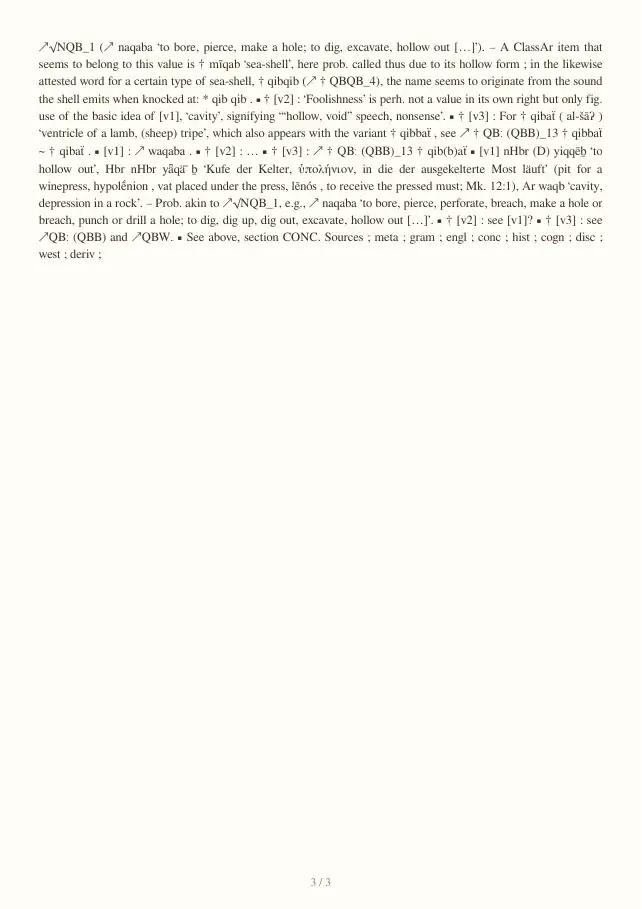 ↗√NQB_1 (↗ naqaba ‘to bore, pierce, make a hole; to dig, excavate, hollow out […]’). – A ClassAr item that
seems to belong to this value is † mīqab ‘sea-shell’, here prob. called thus due to its hollow form ; in the likewise
attested word for a certain type of sea-shell, † qibqib (↗ † QBQB_4), the name seems to originate from the sound
the shell emits when knocked at: * qib qib . ▪ † [v2] : ‘Foolishness’ is perh. not a value in its own right but only fig.
use of the basic idea of [v1], ‘cavity’, signifying “‘hollow, void” speech, nonsense’. ▪ † [v3] : For † qibaẗ ( al-šāʔ )
‘ventricle of a lamb, (sheep) tripe’, which also appears with the variant † qibbaẗ , see ↗ † QB: (QBB)_13 † qibbaẗ
~ † qibaẗ . ▪ [v1] : ↗ waqaba . ▪ † [v2] : … ▪ † [v3] : ↗ † QB: (QBB)_13 † qib(b)aẗ ▪ [v1] nHbr (D) yiqqēḇ ‘to
hollow out’, Hbr nHbr ‘Kufe der Kelter, ὑπολήνιον, in die der ausgekelterte Most läuft’ (pit for a
winepress, hypolḗnion , vat placed under the press, lēnós , to receive the pressed must; Mk. 12:1), Ar waqb ‘cavity,
depression in a rock’. – Prob. akin to ↗√NQB_1, e.g., ↗ naqaba ‘to bore, pierce, perforate, breach, make a hole or
breach, punch or drill a hole; to dig, dig up, dig out, excavate, hollow out […]’. ▪ † [v2] : see [v1]? ▪ † [v3] : see
↗QB: (QBB) and ↗QBW. ▪ See above, section CONC. Sources ; meta ; gram ; engl ; conc ; hist ; cogn ; disc ;
west ; deriv ;
3 / 3